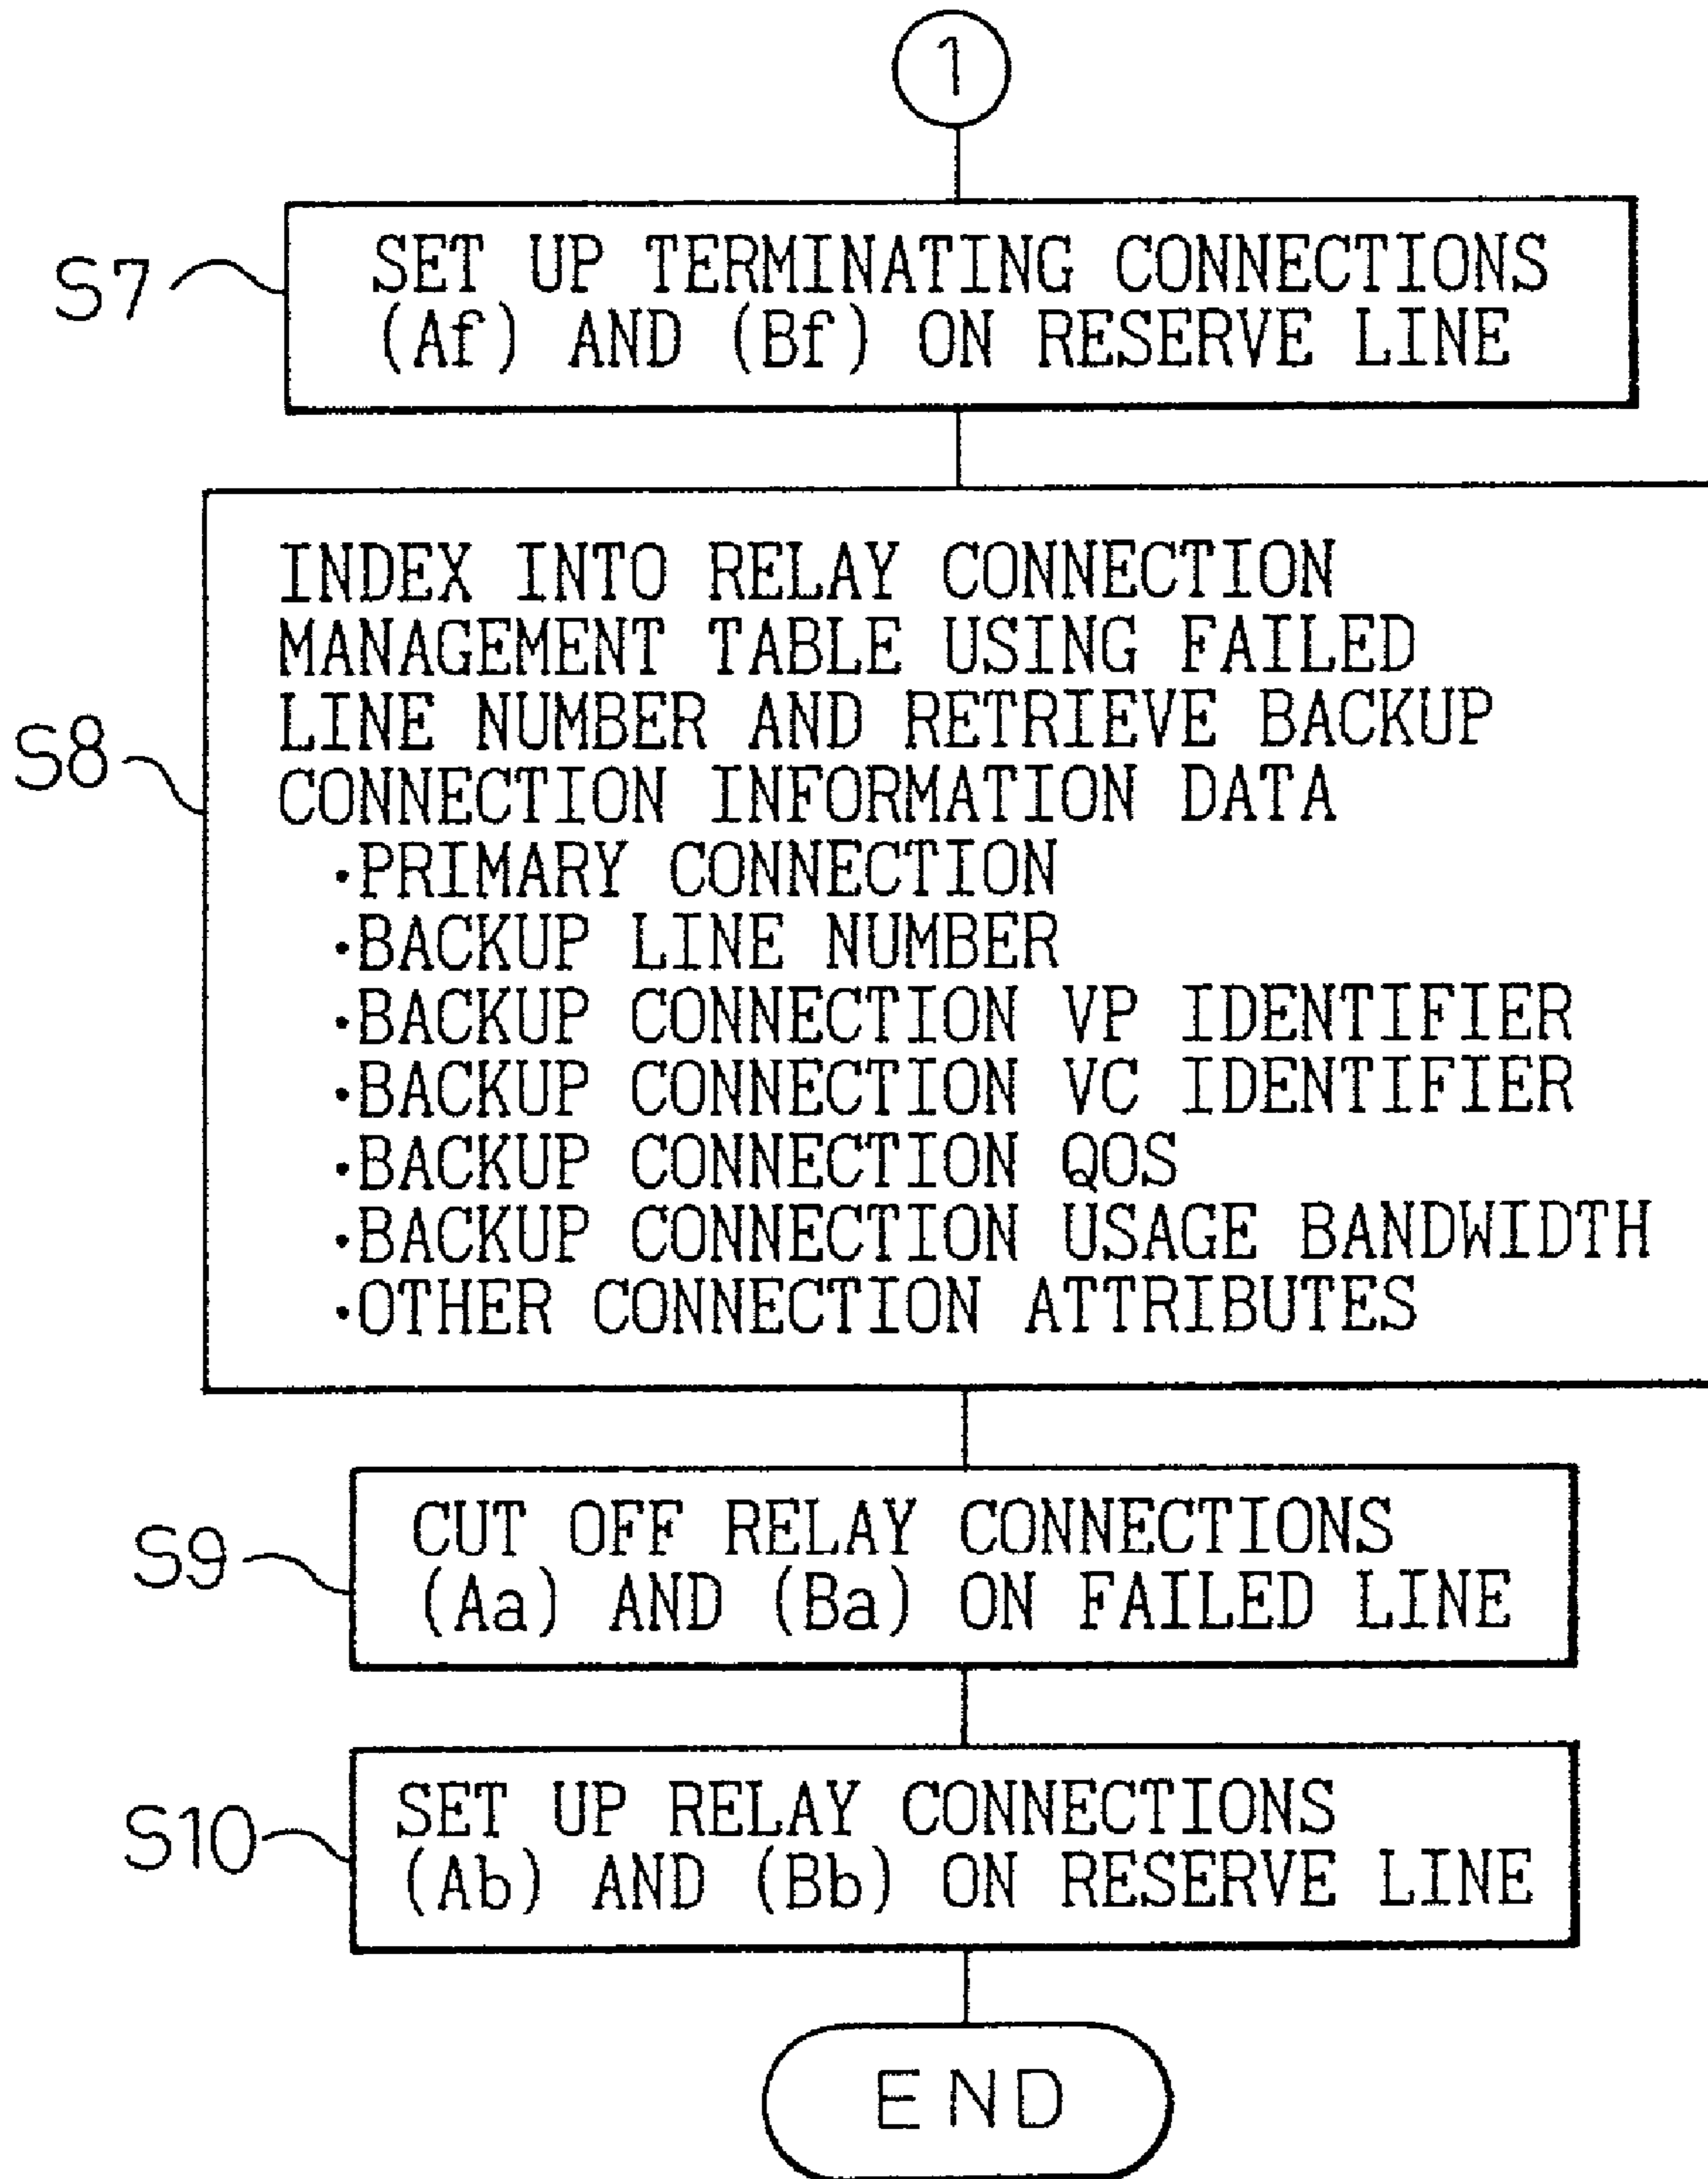 1
S7
SET UP TERMINATING CONNECTIONS
(Af) AND (Bf) ON RESERVE LINE
S8
INDEX INTO RELAY CONNECTION
MANAGEMENT TABLE USING FAILED
LINE NUMBER AND RETRIEVE BACKUP
CONNECTION INFORMATION DATA
·PRIMARY CONNECTION
·BACKUP LINE NUMBER
·BACKUP CONNECTION VP IDENTIFIER
·BACKUP CONNECTION VC IDENTIFIER
·BACKUP CONNECTION QOS
·BACKUP CONNECTION USAGE BANDWIDTH
·OTHER CONNECTION ATTRIBUTES
S9
CUT OFF RELAY CONNECTIONS
(Aa) AND (Ba) ON FAILED LINE
S10
SET UP RELAY CONNECTIONS
(Ab) AND (Bb) ON RESERVE LINE
END